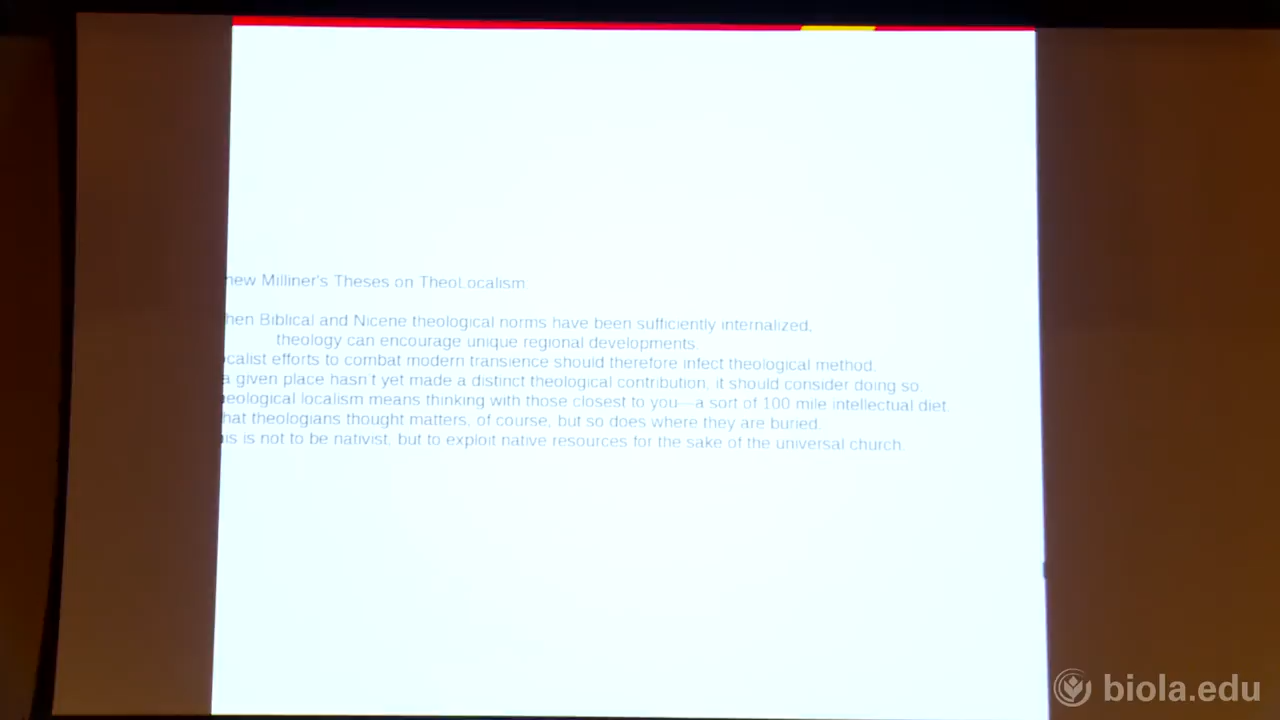 new Milliner's Theses on TheoLocalism
hen Biblical and Nicene theological norms have been sufficiently internalized,
theology can encourage unique regional developments.
calist efforts to combat modern transience should therefore infect theological method.
a given place hasn't yet made a distinct theological contribution, it should consider doing so.
eological localism means thinking with those closest to you—a sort of 100 mile intellectual diet.
hat theologians thought matters, of course, but so does where they are buried.
is is not to be nativist, but to exploit native resources for the sake of the universal church.
biola.edu